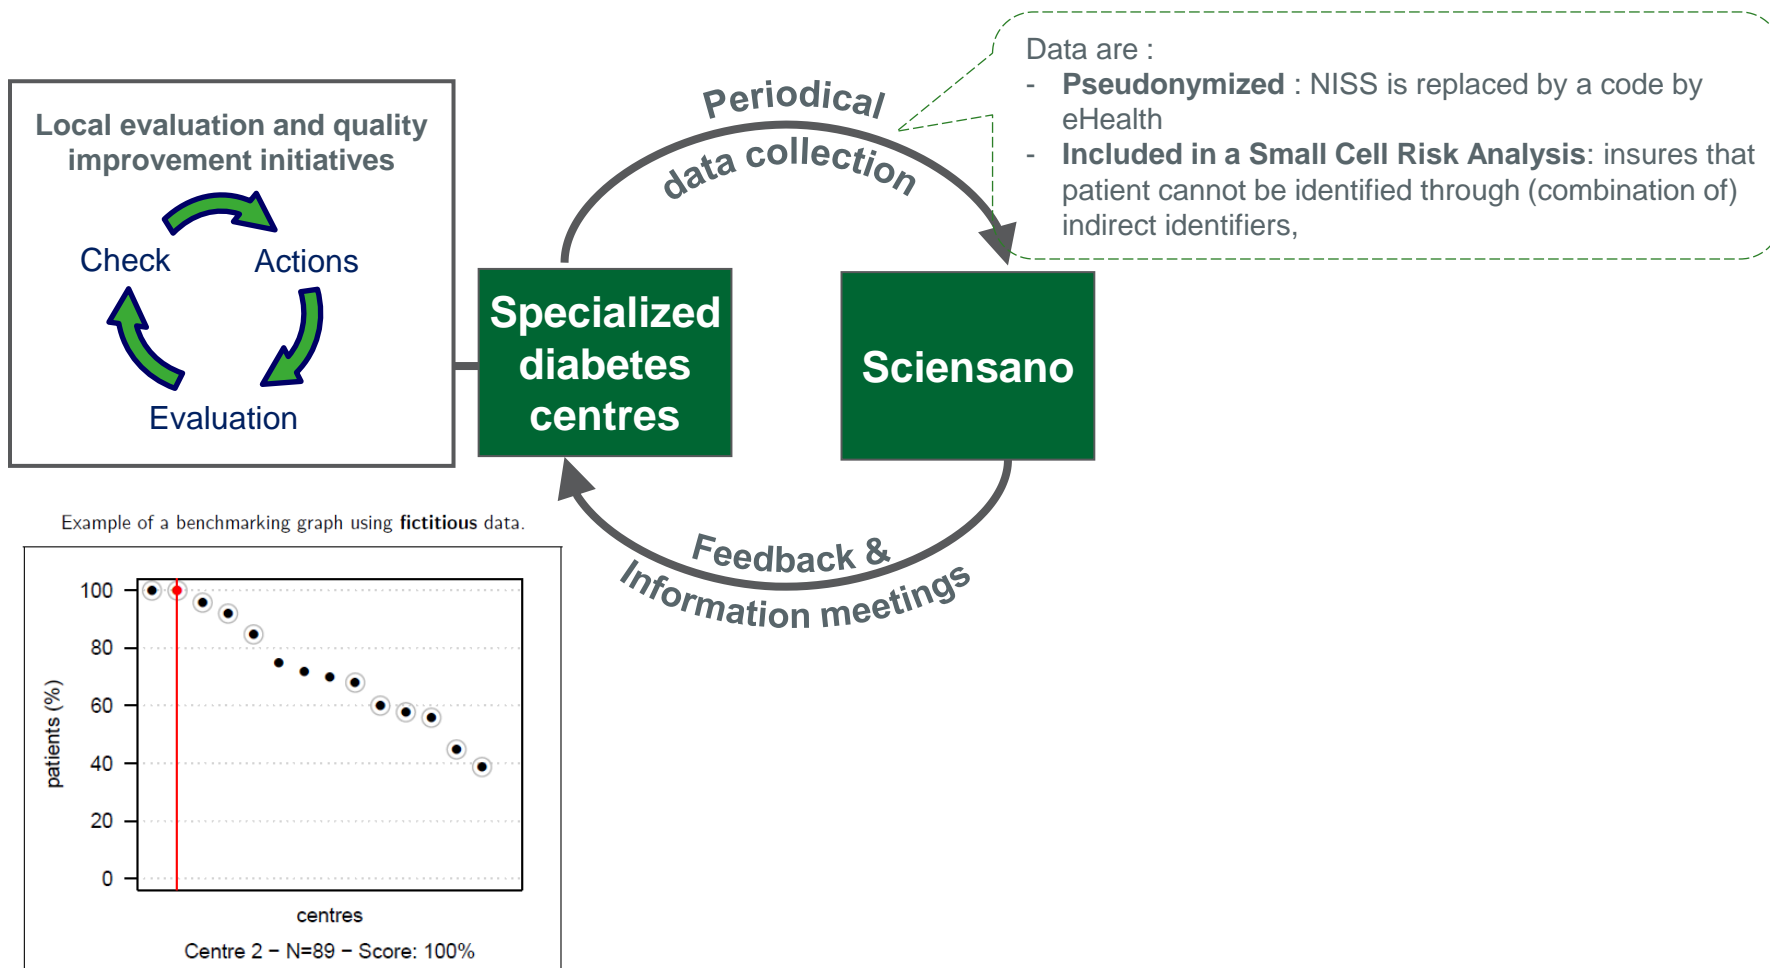 Local evaluation and quality
improvement initiatives
Check
Actions
Evaluation
Periodical
data collection
Data are :
- Pseudonymized : NISS is replaced by a code by
eHealth
- Included in a Small Cell Risk Analysis: insures that
patient cannot be identified through (combination of)
indirect identifiers,
Specialized
diabetes
centres
Sciensano
Feedback &
Information meetings
Example of a benchmarking graph using fictitious data.
100
80
60
40
20
0
patients (%)
centres
Centre 2 − N=89 − Score: 100%